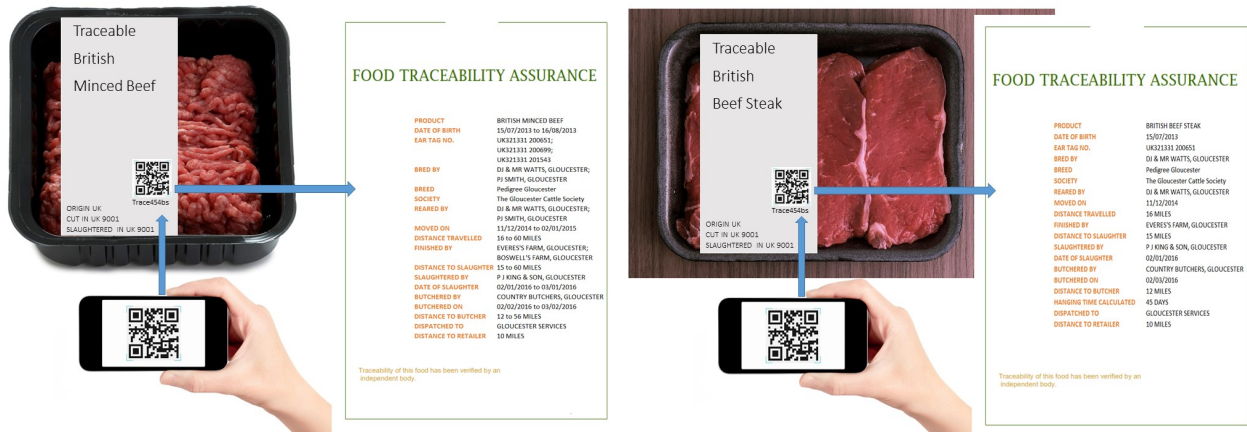 Traceable
British
Minced Beef
Trace454bs
ORIGIN UK
CUT IN UK 9001
SLAUGHTERED IN UK 9001
FOOD TRACEABILITY ASSURANCE
PRODUCT BRITISH MINCED BEEF
DATE OF BIRTH 15/07/2013 to 16/08/2013
EAR TAG NO. UK321331 200651;
UK321331 200699;
UK321331 201543
BRED BY DJ & MR WATTS, GLOUCESTER;
PJ SMITH, GLOUCESTER
BREED Pedigree Gloucester
SOCIETY The Gloucester Cattle Society
REARED BY DJ & MR WATTS, GLOUCESTER;
PJ SMITH, GLOUCESTER
MOVED ON 11/12/2014 to 02/01/2015
DISTANCE TRAVELLED 16 to 60 MILES
FINISHED BY EVERES'S FARM, GLOUCESTER;
BOSWELL'S FARM, GLOUCESTER
DISTANCE TO SLAUGHTER 15 to 60 MILES
SLAUGHTERED BY P J KING & SON, GLOUCESTER
DATE OF SLAUGHTER 02/01/2016 to 03/01/2016
BUTCHERED BY COUNTRY BUTCHERS, GLOUCESTER
BUTCHERED ON 02/02/2016 to 03/02/2016
DISTANCE TO BUTCHER 12 to 56 MILES
DISPATCHED TO GLOUCESTER SERVICES
DISTANCE TO RETAILER 10 MILES
Traceability of this food has been verified by an
independent body.
Traceable
British
Beef Steak
Trace454bs
ORIGIN UK
CUT IN UK 9001
SLAUGHTERED IN UK 9001
FOOD TRACEABILITY ASSURANCE
PRODUCT BRITISH BEEF STEAK
DATE OF BIRTH 15/07/2013
EAR TAG NO. UK321331 200651
BRED BY DJ & MR WATTS, GLOUCESTER
BREED Pedigree Gloucester
SOCIETY The Gloucester Cattle Society
REARED BY DJ & MR WATTS, GLOUCESTER
MOVED ON 11/12/2014
DISTANCE TRAVELLED 16 MILES
FINISHED BY EVERES'S FARM, GLOUCESTER
DISTANCE TO SLAUGHTER 15 MILES
SLAUGHTERED BY P J KING & SON, GLOUCESTER
DATE OF SLAUGHTER 02/01/2016
BUTCHERED BY COUNTRY BUTCHERS, GLOUCESTER
BUTCHERED ON 02/03/2016
DISTANCE TO BUTCHER 12 MILES
HANGING TIME CALCULATED 45 DAYS
DISPATCHED TO GLOUCESTER SERVICES
DISTANCE TO RETAILER 10 MILES
Traceability of this food has been verified by an
independent body.